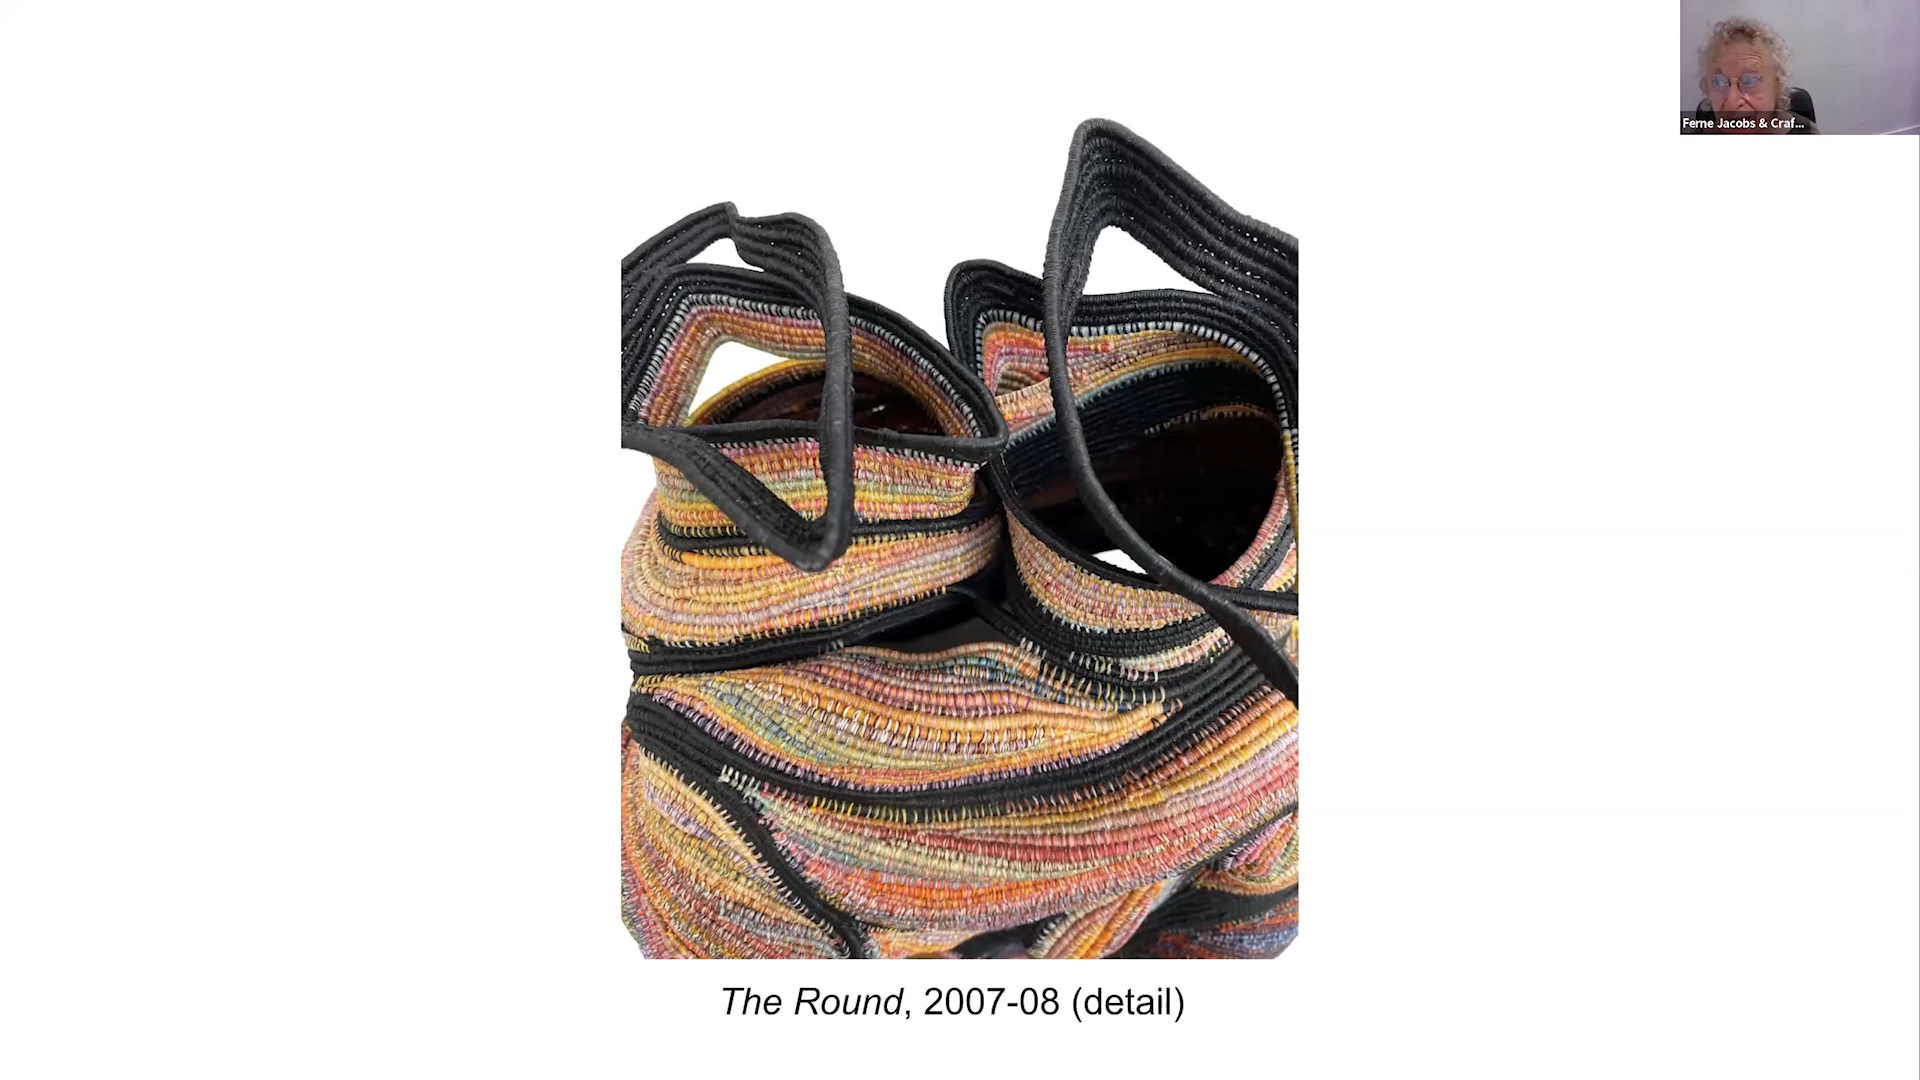 Ferne Jacobs & Craf...
The Round, 2007-08 (detail)